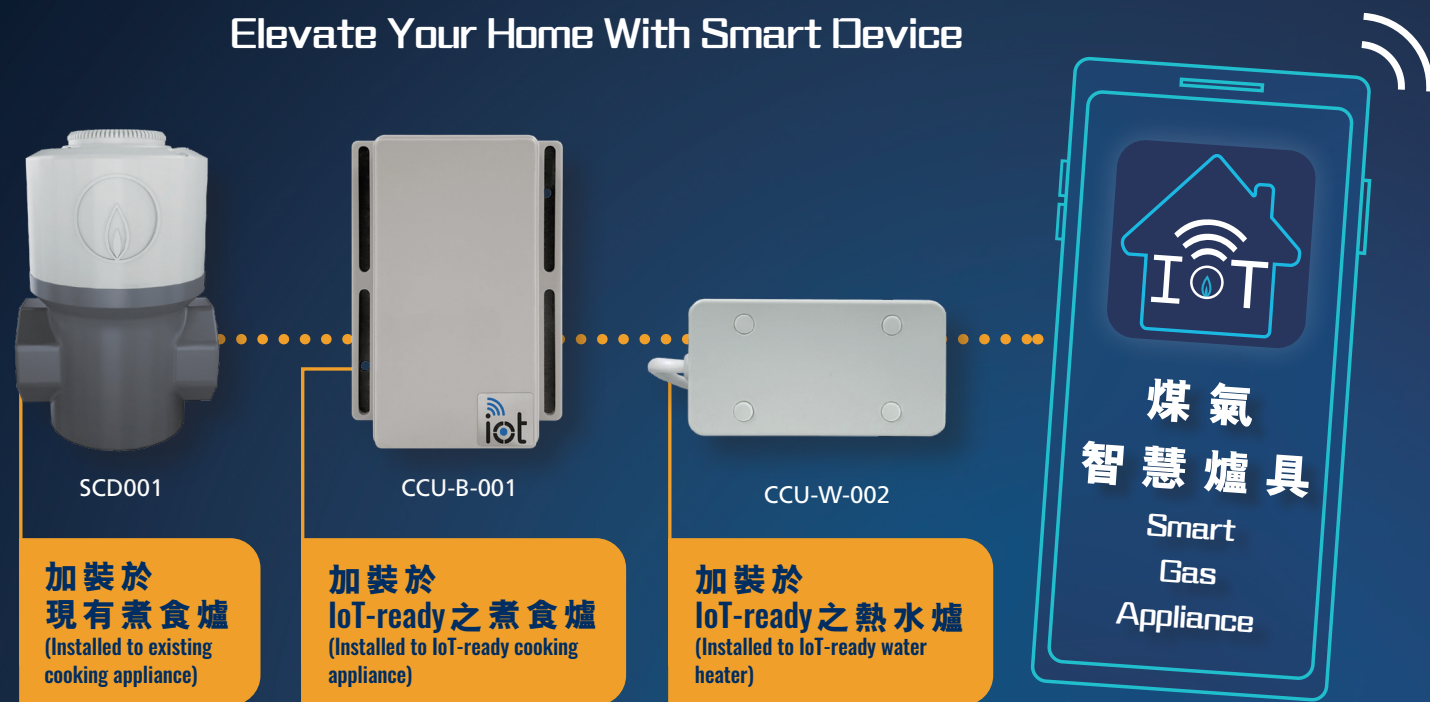 Elevate Your Home With Smart Device
iot
SCD001
CCU-B-001
CCU-W-002
加裝於
現有煮食爐
(Installed to existing
cooking appliance)
加裝於
IoT-ready之煮食爐
(Installed to IoT-ready cooking
appliance)
加裝於
IoT-ready之熱水爐
(Installed to IoT-ready water
heater)
IOT
煤氣
智慧爐具
Smart
Gas
Appliance